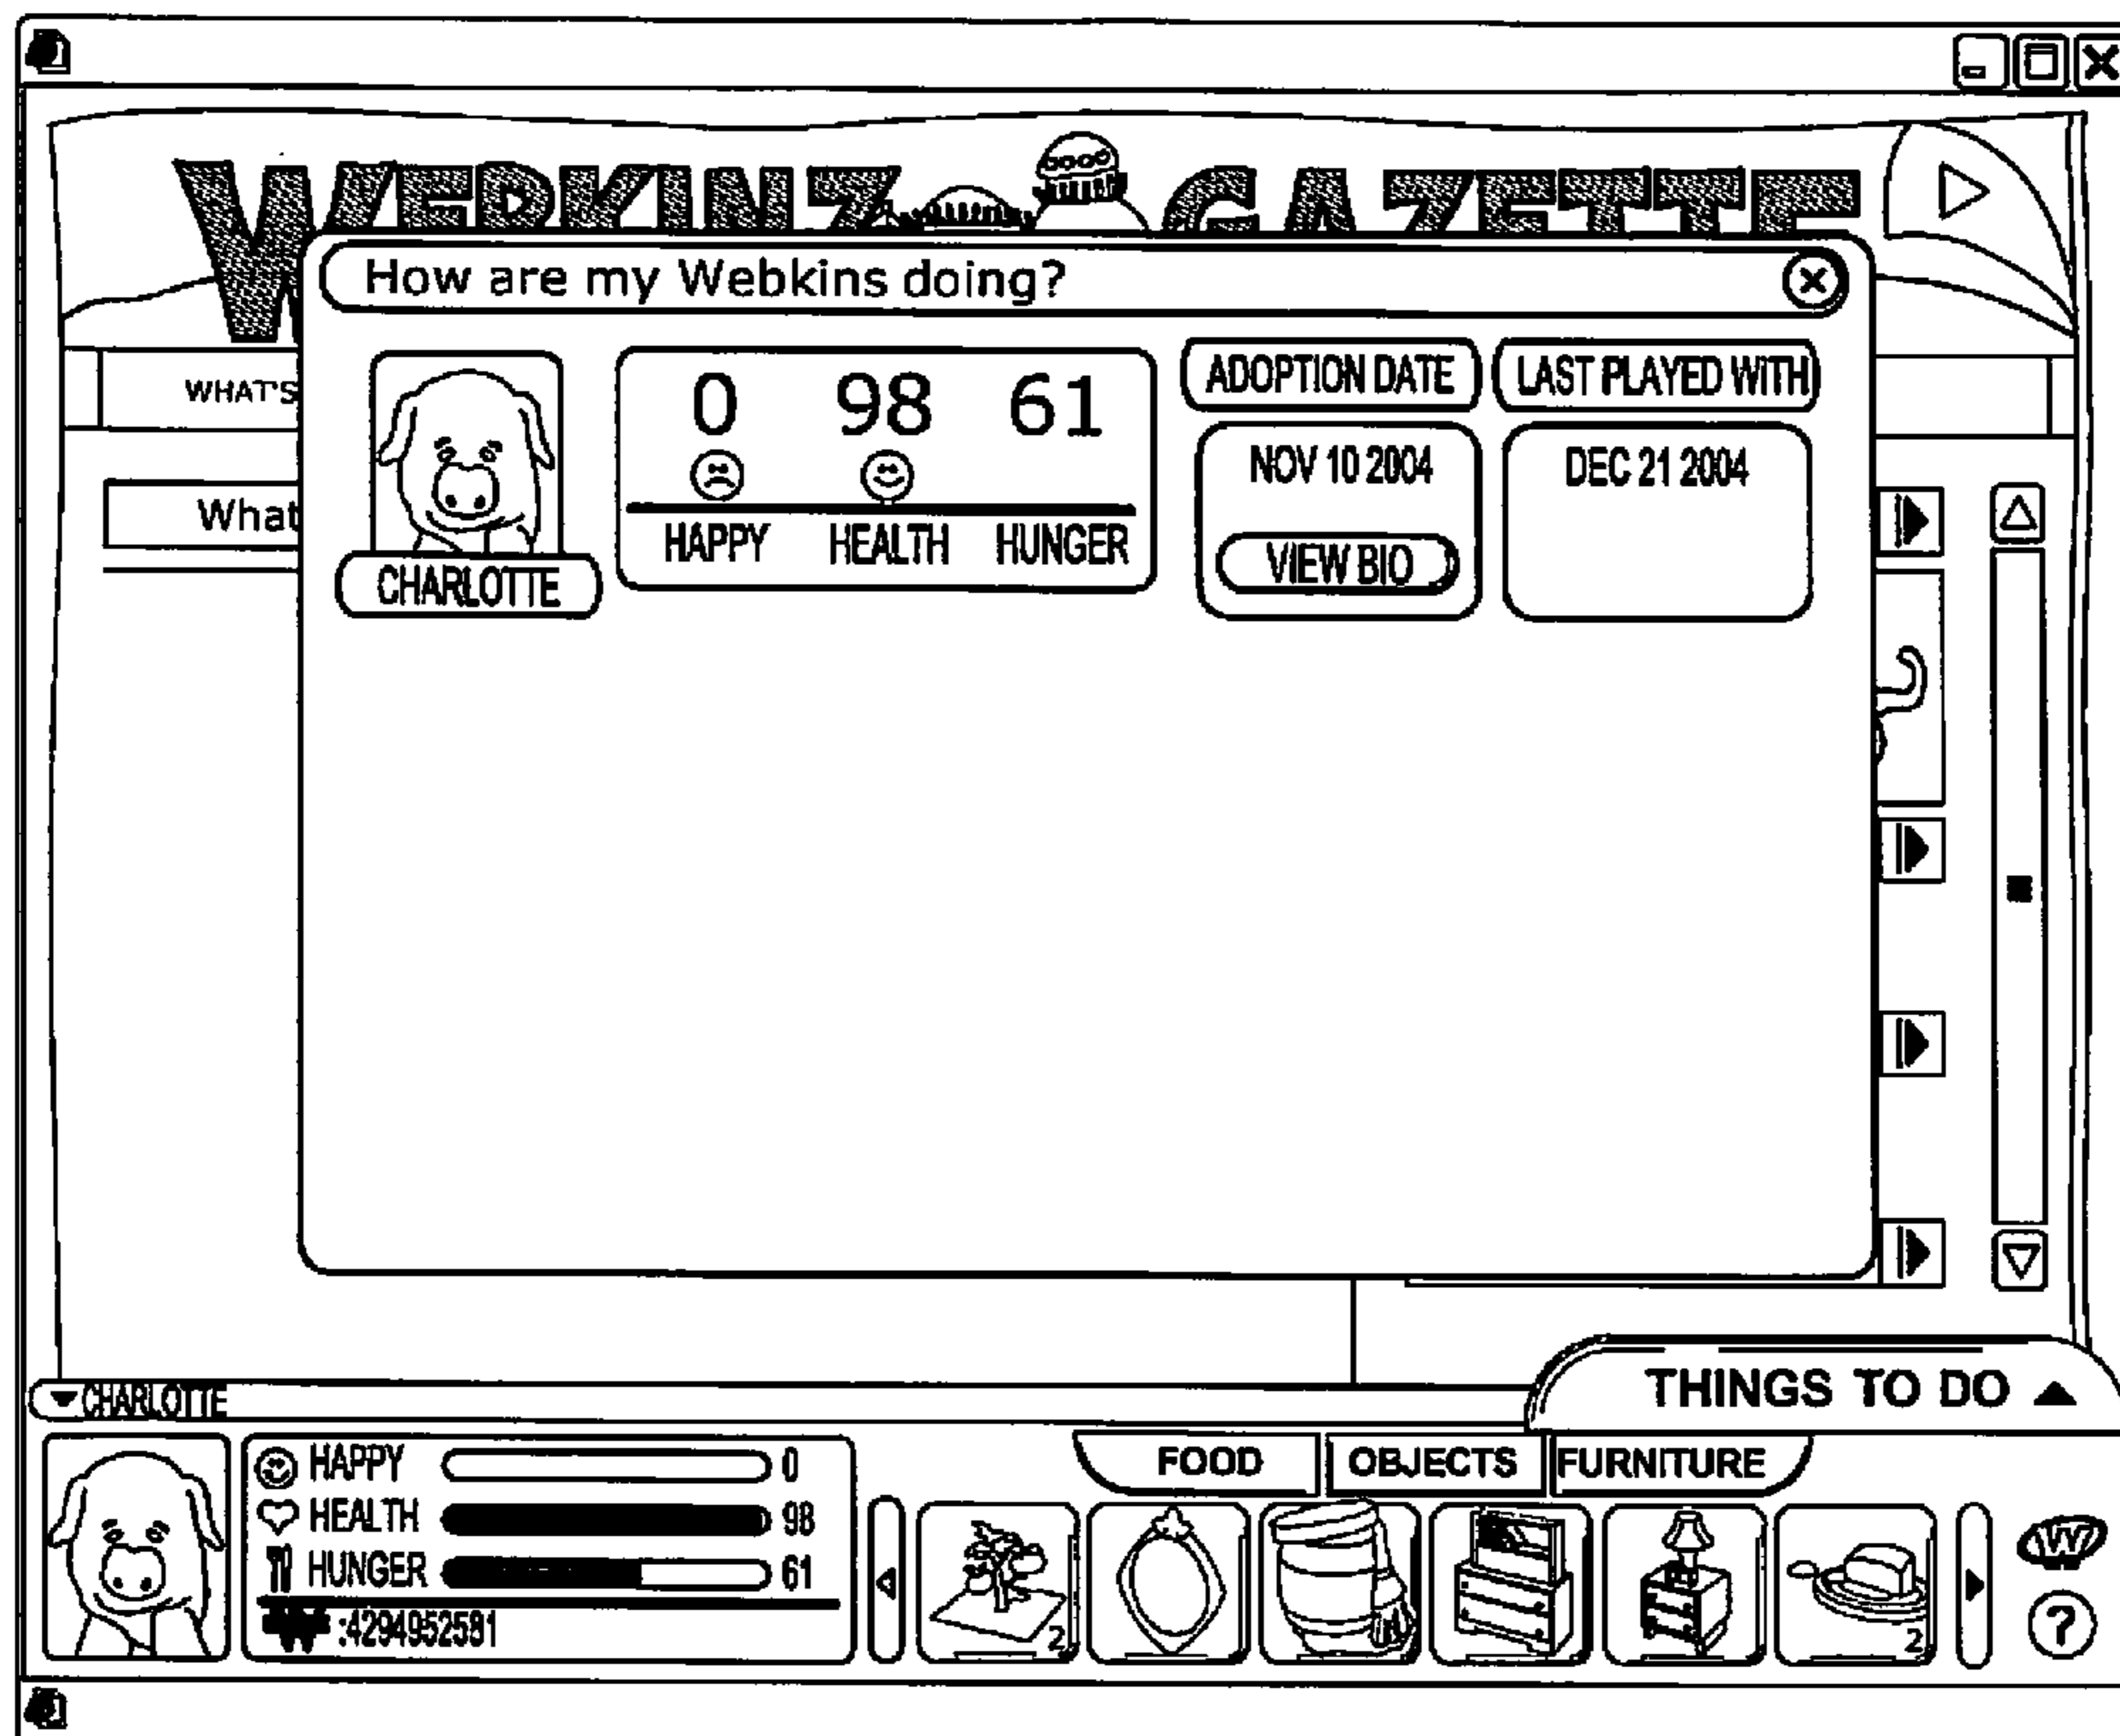 WEBKINZ GAZETTE
How are my Webkins doing?
ADOPTION DATE
LAST PLAYED WITH
WHAT'S
0 98 61
NOV 10 2004
DEC 21 2004
What
HAPPY HEALTH HUNGER
VIEW BIO
CHARLOTTE
THINGS TO DO
CHARLOTTE
HAPPY 0
HEALTH 98
HUNGER 61
:4294952581
FOOD
OBJECTS
FURNITURE
2
2
W
?